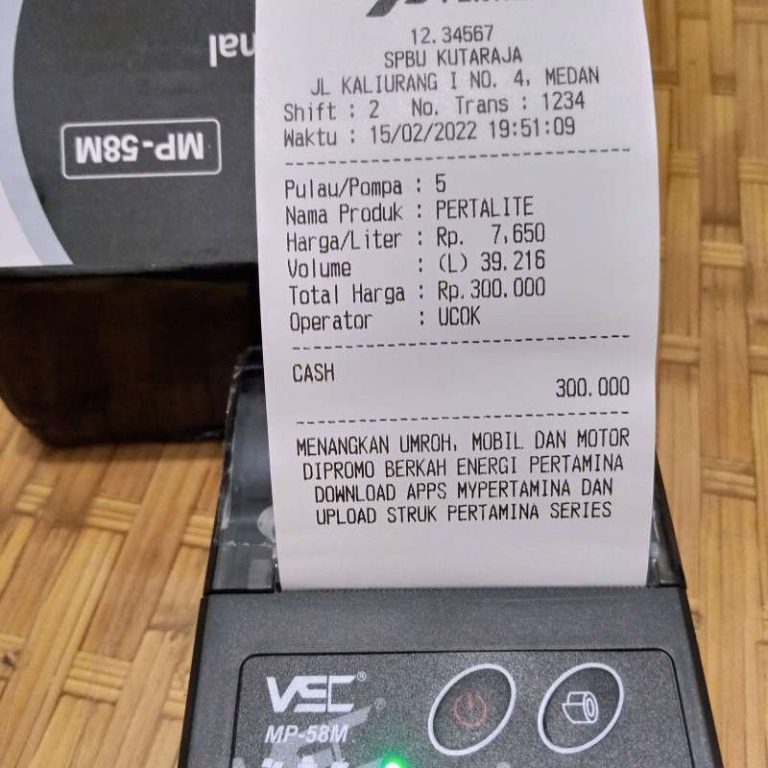 MP-58M
12.34567
SPBU KUTARAJA
JL KALIURANG I NO. 4, MEDAN
Shift : 2 No. Trans : 1234
Waktu : 15/02/2022 19:51:09
Pulau/Pompa : 5
Nama Produk : PERTALITE
Harga/Liter : Rp. 7,650
Volume : (L) 39.216
Total Harga : Rp.300.000
Operator : UCOK
CASH
300.000
MENANGKAN UMROH, MOBIL DAN MOTOR
DIPROMO BERKAH ENERGI PERTAMINA
DOWNLOAD APPS MYPERTAMINA DAN
UPLOAD STRUK PERTAMINA SERIES
VSC®
MP-58M